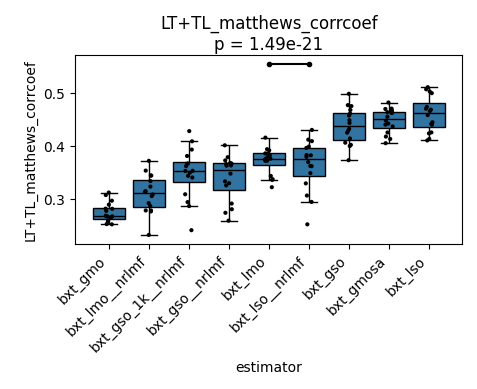 LT+TL_matthews_corrcoef
p = 1.49e-21
LT+TL_matthews_corrcoef
0.5
0.4
0.3
bxt_gmo
bxt_lmo__nrlmf
bxt_gso_1k__nrlmf
bxt_gso__nrlmf
bxt_lmo
bxt_lso__nrlmf
bxt_gso
bxt_gmosa
bxt_lso
estimator